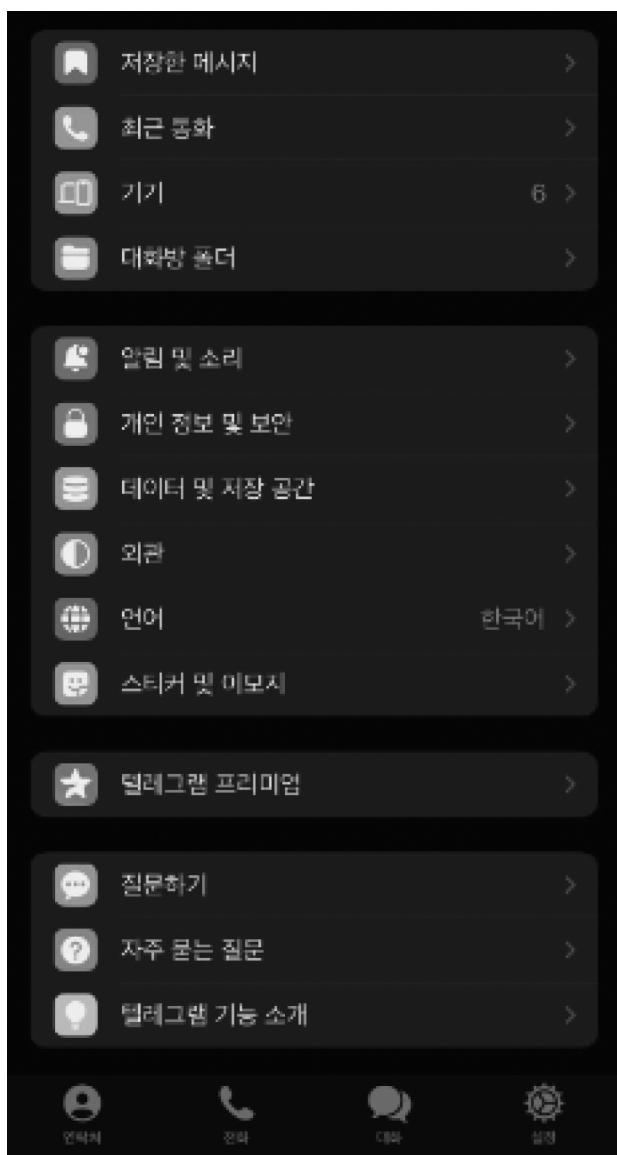 저장한 메시지
최근 통화
기기 6
대화방 폴더
알림 및 소리
개인 정보 및 보안
데이터 및 저장 공간
외관
언어 한국어
스티커 및 이모지
텔레그램 프리미엄
질문하기
자주 묻는 질문
텔레그램 기능 소개
연락처 전화 대화 설정